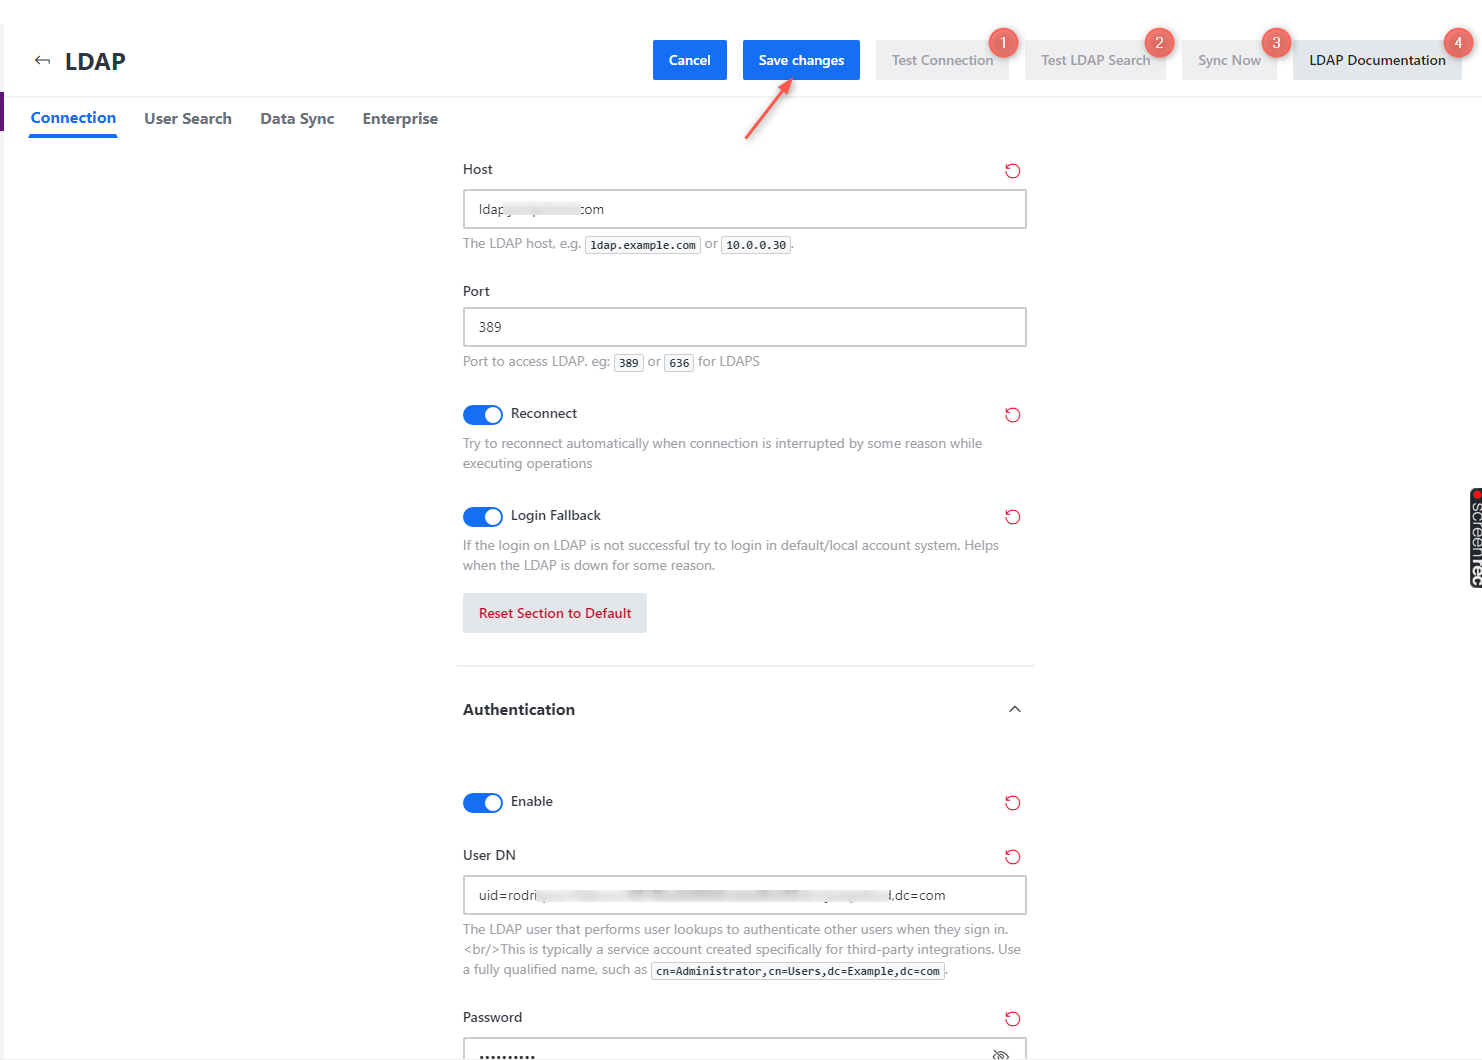 LDAP
Cancel
Save changes
Test Connection
1
Test LDAP Search
2
Sync Now
3
LDAP Documentation
4
Connection
User Search
Data Sync
Enterprise
Host
ldap com
The LDAP host, e.g. ldap.example.com or 10.0.0.30.
Port
389
Port to access LDAP. eg: 389 or 636 for LDAPS
Reconnect
Try to reconnect automatically when connection is interrupted by some reason while
executing operations
Login Fallback
If the login on LDAP is not successful try to login in default/local account system. Helps
when the LDAP is down for some reason.
Reset Section to Default
Authentication
Enable
User DN
uid=rodri ,dc=com
The LDAP user that performs user lookups to authenticate other users when they sign in.
<br/>This is typically a service account created specifically for third-party integrations. Use
a fully qualified name, such as cn=Administrator,cn=Users,dc=Example,dc=com.
Password
screenrec